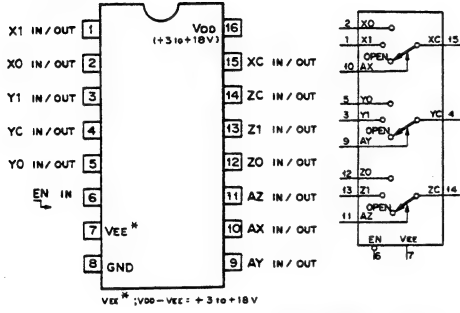 X1 IN/OUT 1
X0 IN/OUT 2
Y1 IN/OUT 3
YC IN/OUT 4
Y0 IN/OUT 5
EN IN 6
7 VEE*
8 GND
VDD 16
(+3 to +18V)
15 XC IN/OUT
14 ZC IN/OUT
13 Z1 IN/OUT
12 Z0 IN/OUT
11 AZ IN/OUT
10 AX IN/OUT
9 AY IN/OUT
VEE* ;VDD-VEE = +3 to +18V
2 X0
1 X1 XC 15
OPEN
10 AX
5 Y0
3 Y1 YC 4
OPEN
9 AY
12 Z0
13 Z1 ZC 14
OPEN
11 AZ
EN VEE
6 7